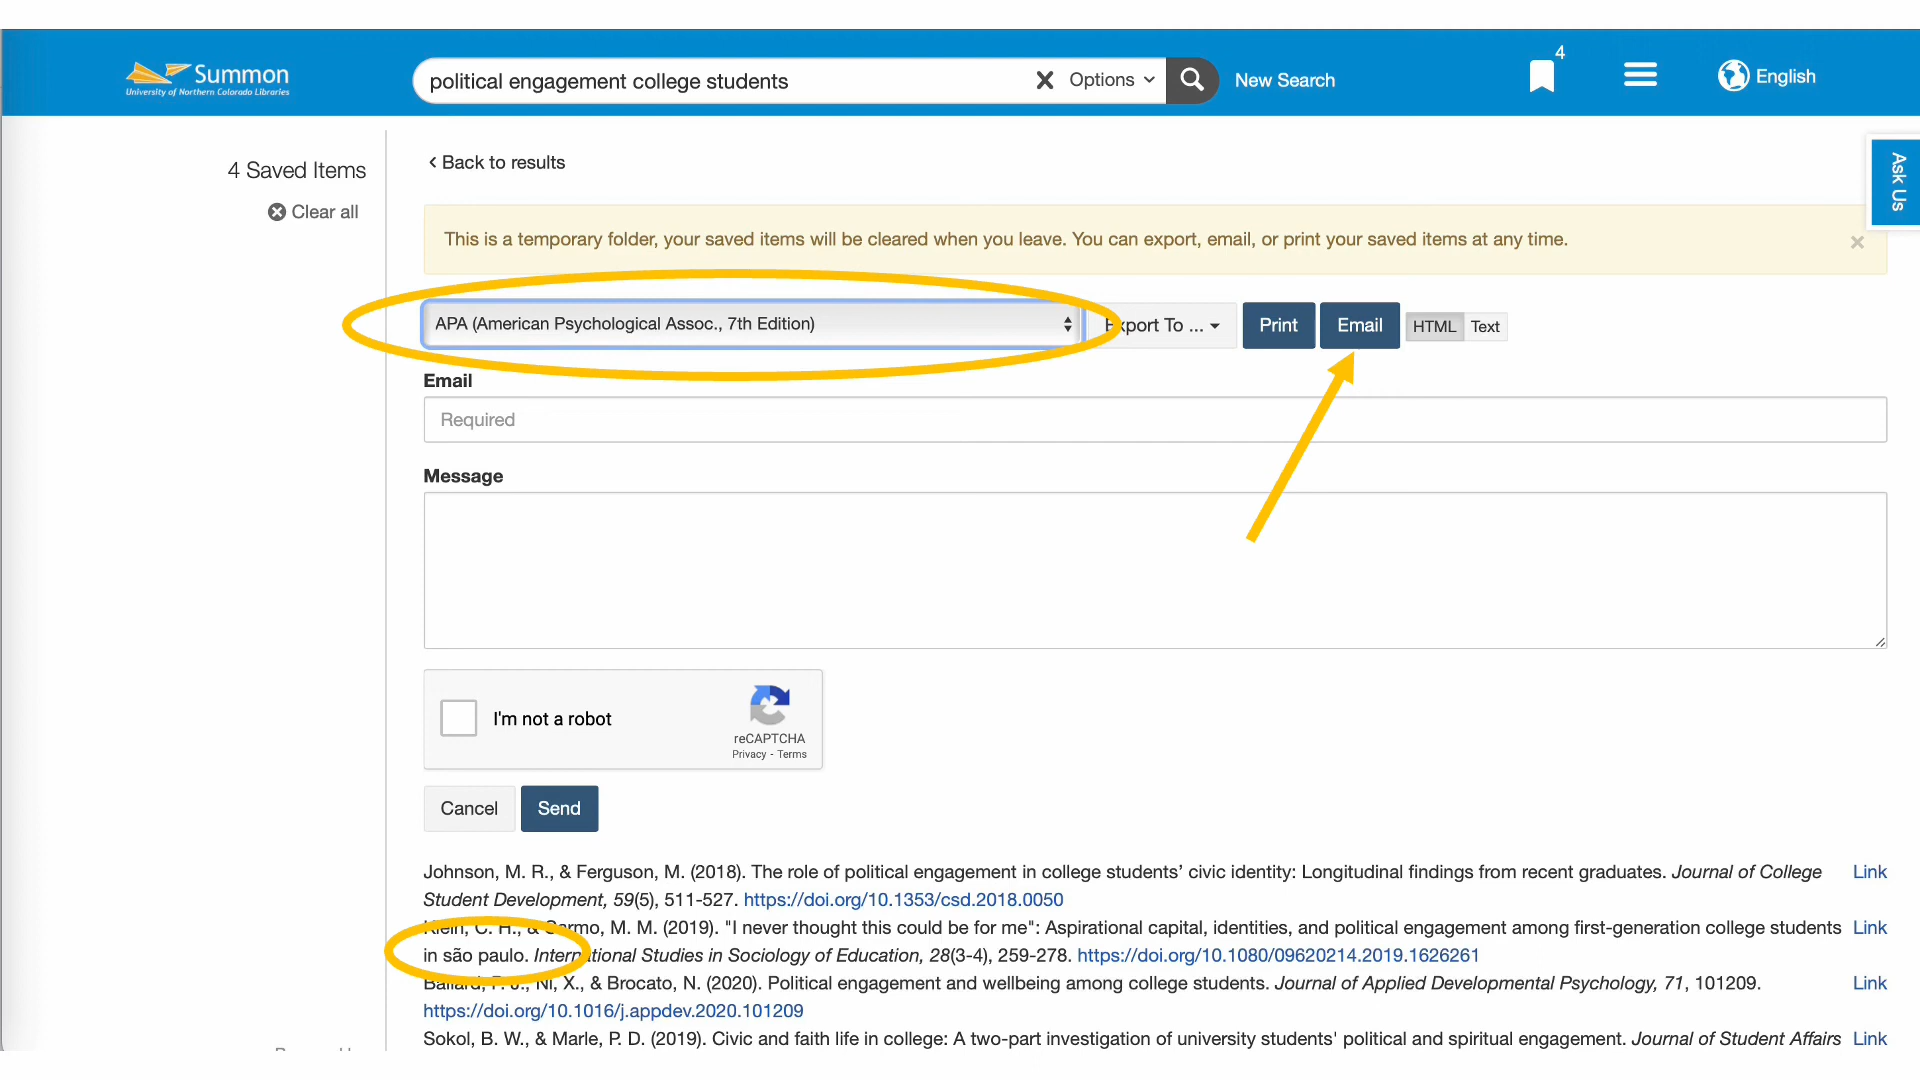 Summon
University of Northern Colorado Libraries
political engagement college students
Options
New Search
4
English
Ask Us
4 Saved Items
Clear all
Back to results
This is a temporary folder, your saved items will be cleared when you leave. You can export, email, or print your saved items at any time.
APA (American Psychological Assoc., 7th Edition)
Export To ...
Print
Email
HTML
Text
Email
Required
Message
I'm not a robot
reCAPTCHA
Privacy - Terms
Cancel
Send
Johnson, M. R., & Ferguson, M. (2018). The role of political engagement in college students’ civic identity: Longitudinal findings from recent graduates. Journal of College Link
Student Development, 59(5), 511-527. https://doi.org/10.1353/csd.2018.0050
Klein, C. H., & Carmo, M. M. (2019). "I never thought this could be for me": Aspirational capital, identities, and political engagement among first-generation college students Link
in são paulo. International Studies in Sociology of Education, 28(3-4), 259-278. https://doi.org/10.1080/09620214.2019.1626261
Ballard, P. J., Ni, X., & Brocato, N. (2020). Political engagement and wellbeing among college students. Journal of Applied Developmental Psychology, 71, 101209. Link
https://doi.org/10.1016/j.appdev.2020.101209
Sokol, B. W., & Marle, P. D. (2019). Civic and faith life in college: A two-part investigation of university students' political and spiritual engagement. Journal of Student Affairs Link